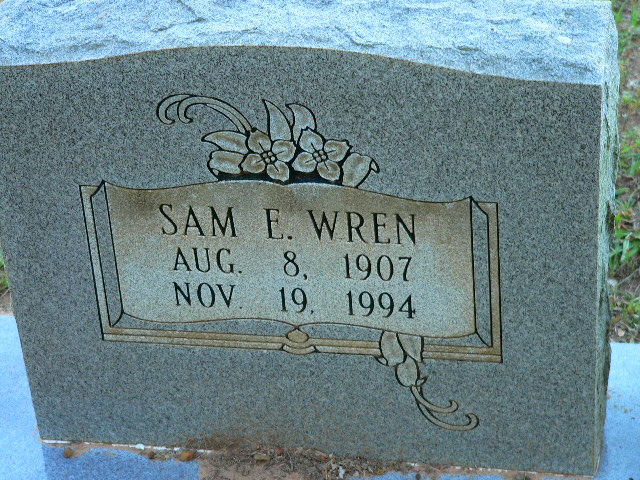 SAM E. WREN
AUG. 8, 1907
NOV. 19, 1994